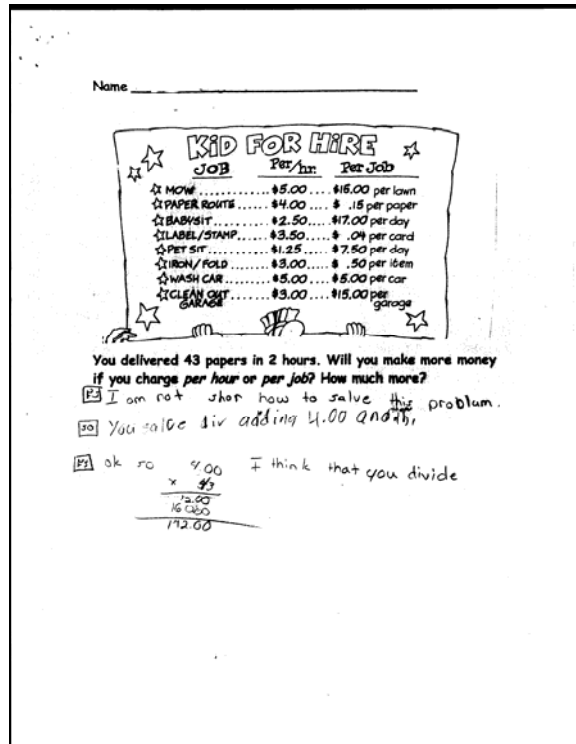 Name
KID FOR HIRE
JOB Per/hr. Per Job
MOW ............ $5.00 .... $15.00 per lawn
PAPER ROUTE ... $4.00 .... $ .15 per paper
BABYSIT ......... $2.50 .... $17.00 per day
LABEL/STAMP .... $3.50 .... $ .04 per card
PET SIT .......... $1.25 .... $7.50 per day
IRON/FOLD ...... $3.00 .... $ .50 per item
WASH CAR ....... $5.00 .... $5.00 per car
CLEAN OUT ...... $3.00 .... $15.00 per
GARAGE garage
You delivered 43 papers in 2 hours. Will you make more money
if you charge per hour or per job? How much more?
I am not shor how to salve this problam.
You salve adding 4.00 and
ok so 4.00 I think that you divide
x 43
12.00
172.00